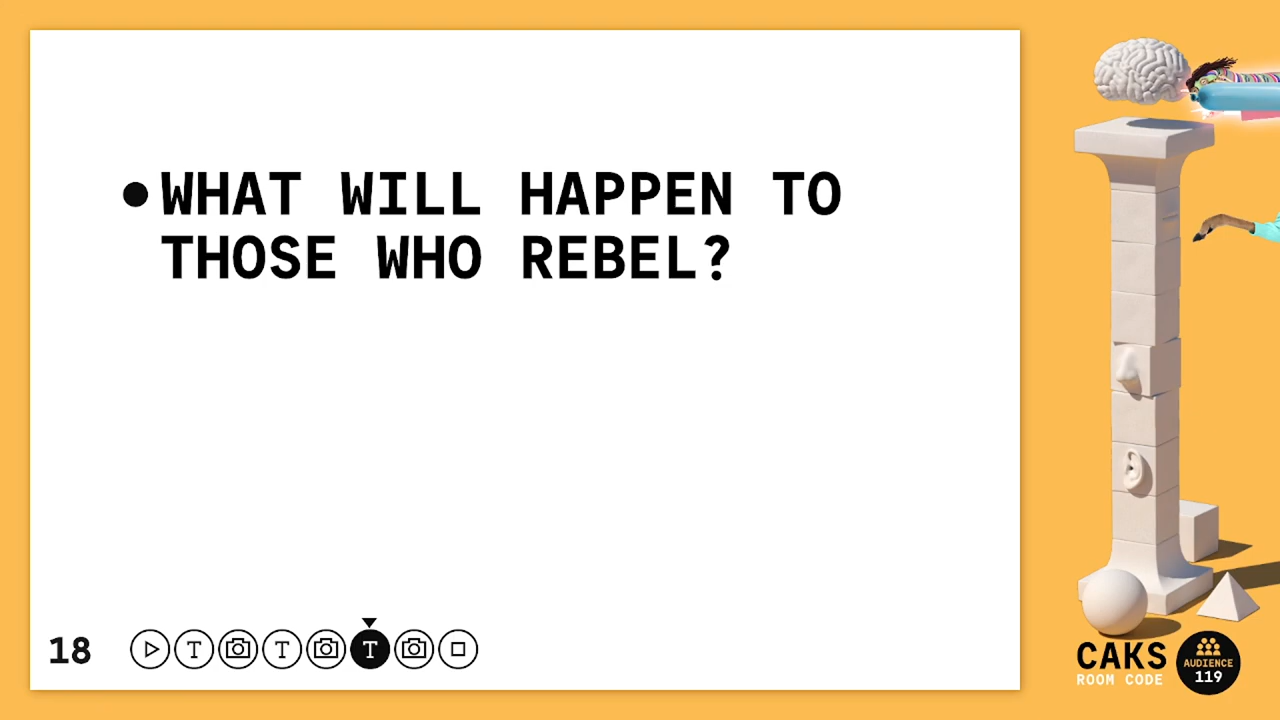 WHAT WILL HAPPEN TO
THOSE WHO REBEL?
18
T
T
T
CAKS
ROOM CODE
AUDIENCE
119